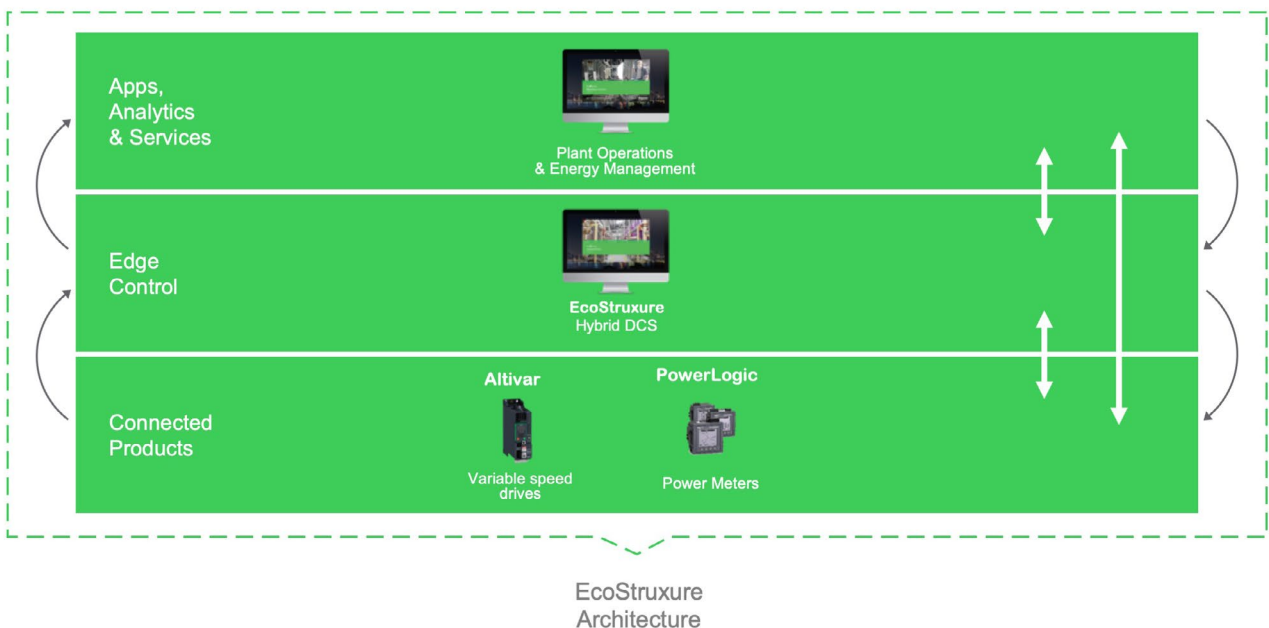 Apps,
Analytics
& Services
Plant Operations
& Energy Management
Edge
Control
EcoStruxure
Hybrid DCS
Altivar
PowerLogic
Connected
Products
Variable speed
drives
Power Meters
EcoStruxure
Architecture